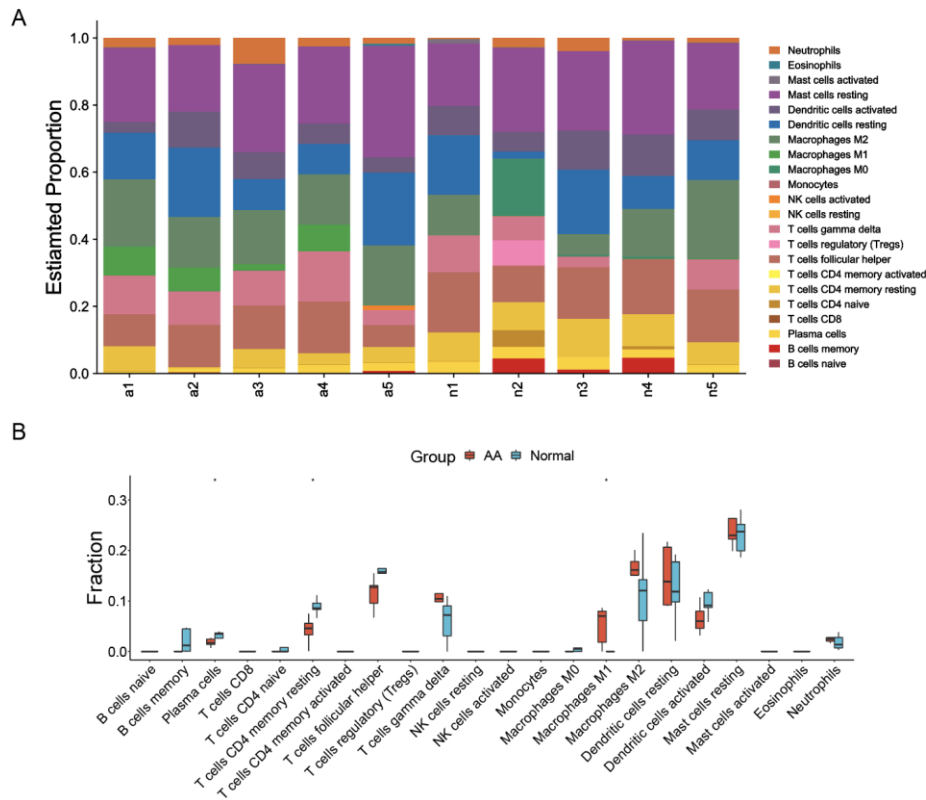 A
Estiamted Proportion
1.0
0.8
0.6
0.4
0.2
0.0
a1
a2
a3
a4
a5
n1
n2
n3
n4
n5
Neutrophils
Eosinophils
Mast cells activated
Mast cells resting
Dendritic cells activated
Dendritic cells resting
Macrophages M2
Macrophages M1
Macrophages M0
Monocytes
NK cells activated
NK cells resting
T cells gamma delta
T cells regulatory (Tregs)
T cells follicular helper
T cells CD4 memory activated
T cells CD4 memory resting
T cells CD4 naive
T cells CD8
Plasma cells
B cells memory
B cells naive
B
Group AA Normal
Fraction
0.3
0.2
0.1
0.0
B cells naive
B cells memory
Plasma cells
T cells CD8
T cells CD4 naive
T cells CD4 memory resting
T cells CD4 memory activated
T cells follicular helper
T cells regulatory (Tregs)
T cells gamma delta
NK cells resting
NK cells activated
Monocytes
Macrophages M0
Macrophages M1
Macrophages M2
Dendritic cells resting
Dendritic cells activated
Mast cells resting
Mast cells activated
Eosinophils
Neutrophils